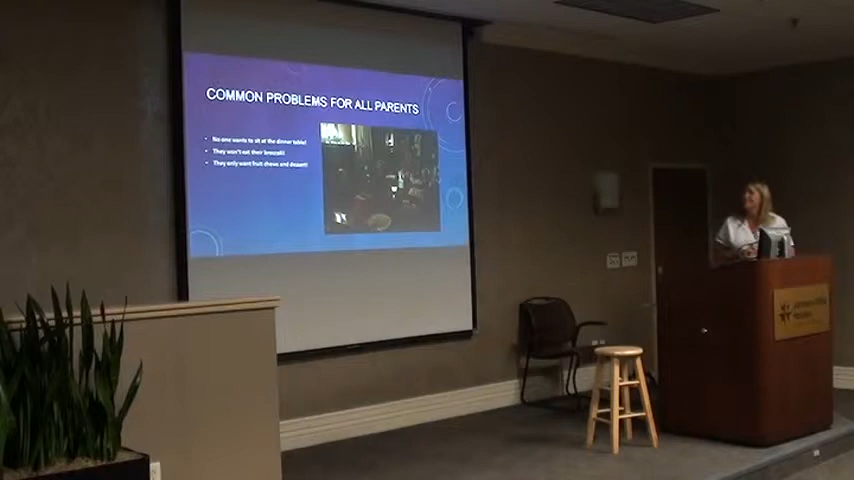 COMMON PROBLEMS FOR ALL PARENTS
No one wants to sit at the dinner table!
They won't eat their broccoli!
They only want fruit chews and dessert!